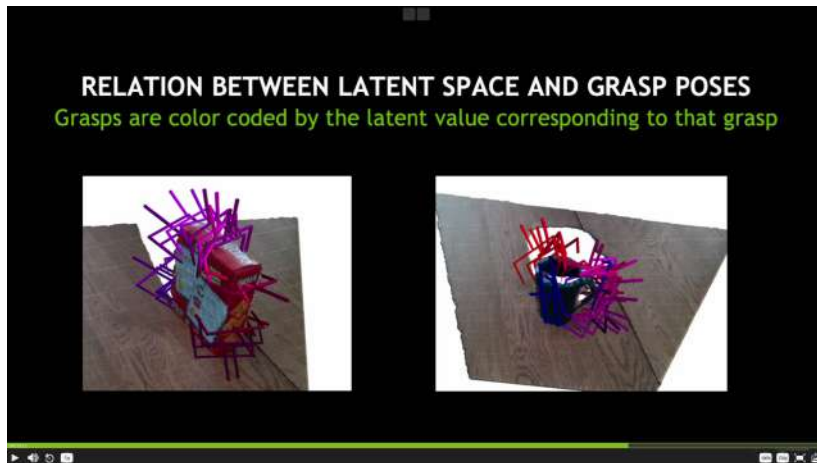 RELATION BETWEEN LATENT SPACE AND GRASP POSES
Grasps are color coded by the latent value corresponding to that grasp